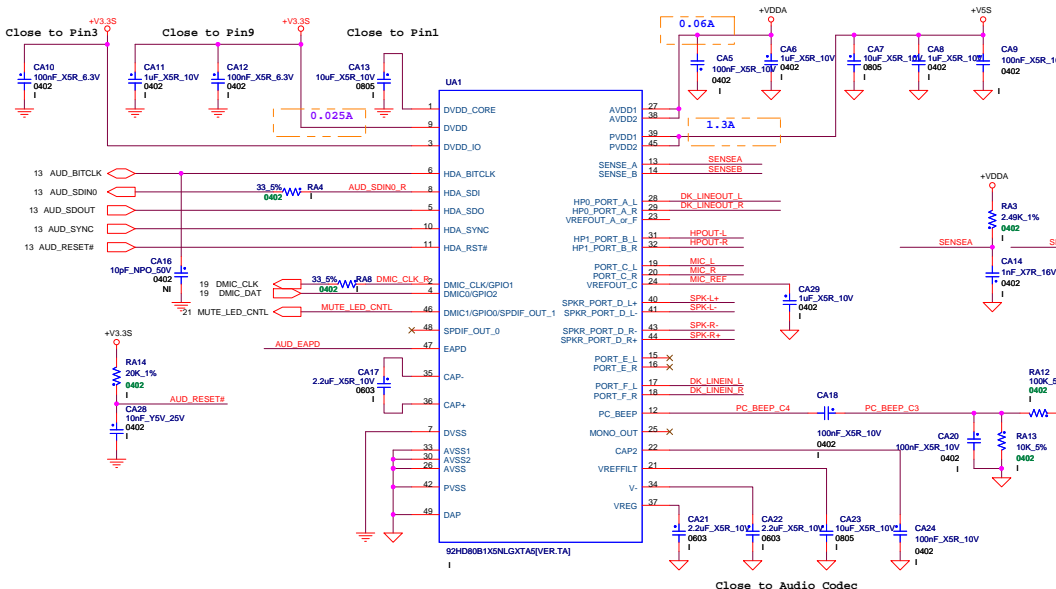 +V3.3S
+V3.3S
0.06A
+VDDA
+V5S
Close to Pin3
Close to Pin9
Close to Pin1
CA10
100nF_X5R_6.3V
0402
I
CA11
1uF_X5R_10V
0402
I
CA12
100nF_X5R_6.3V
0402
I
CA13
10uF_X5R_10V
0805
I
CA5
100nF_X5R_10V
0402
I
CA6
1uF_X5R_10V
0402
I
CA7
10uF_X5R_10V
0805
I
CA8
1uF_X5R_10V
0402
I
CA9
100nF_X5R_10
0402
I
UA1
0.025A
1.3A
1 DVDD_CORE
9 DVDD
3 DVDD_IO
13 AUD_BITCLK
6 HDA_BITCLK
13 AUD_SDIN0
33_5%
0402
RA4
I
AUD_SDIN0_R
8 HDA_SDI
13 AUD_SDOUT
5 HDA_SDO
13 AUD_SYNC
10 HDA_SYNC
13 AUD_RESET#
11 HDA_RST#
CA16
10pF_NPO_50V
0402
NI
19 DMIC_CLK
33_5%
0402
RA8
I
DMIC_CLK_R
2 DMIC_CLK/GPIO1
19 DMIC_DAT
4 DMIC0/GPIO2
21 MUTE_LED_CNTL
MUTE_LED_CNTL
46 DMIC1/GPIO0/SPDIF_OUT_1
48 SPDIF_OUT_0
AUD_EAPD
47 EAPD
CA17
2.2uF_X5R_10V
0603
I
35 CAP-
36 CAP+
+V3.3S
RA14
20K_1%
0402
I
AUD_RESET#
CA28
10nF_Y5V_25V
0402
I
7 DVSS
33 AVSS1
30 AVSS2
26 AVSS
42 PVSS
49 DAP
AVDD1 27
AVDD2 38
PVDD1 39
PVDD2 45
SENSE_A 13 SENSEA
SENSE_B 14 SENSEB
HP0_PORT_A_L 28 DK_LINEOUT_L
HP0_PORT_A_R 29 DK_LINEOUT_R
VREFOUT_A_or_F 23
HP1_PORT_B_L 31 HPOUT-L
HP1_PORT_B_R 32 HPOUT-R
PORT_C_L 19 MIC_L
PORT_C_R 20 MIC_R
VREFOUT_C 24 MIC_REF
SPKR_PORT_D_L+ 40 SPK-L+
SPKR_PORT_D_L- 41 SPK-L-
SPKR_PORT_D_R- 43 SPK-R-
SPKR_PORT_D_R+ 44 SPK-R+
PORT_E_L 15
PORT_E_R 16
PORT_F_L 17 DK_LINEIN_L
PORT_F_R 18 DK_LINEIN_R
PC_BEEP 12 PC_BEEP_C4
MONO_OUT 25
CAP2 22
VREFFILT 21
V- 34
VREG 37
CA29
1uF_X5R_10V
0402
I
+VDDA
RA3
2.49K_1%
0402
I
SENSEA
CA14
1nF_X7R_16V
0402
I
CA18
100nF_X5R_10V
0402
I
PC_BEEP_C3
RA12
100K_5
0402
I
CA20
100nF_X5R_10V
0402
I
RA13
10K_5%
0402
I
CA21
2.2uF_X5R_10V
0603
I
CA22
2.2uF_X5R_10V
0603
I
CA23
10uF_X5R_10V
0805
I
CA24
100nF_X5R_10V
0402
I
92HD80B1X5NLGXTA5[VER.TA]
I
Close to Audio Codec